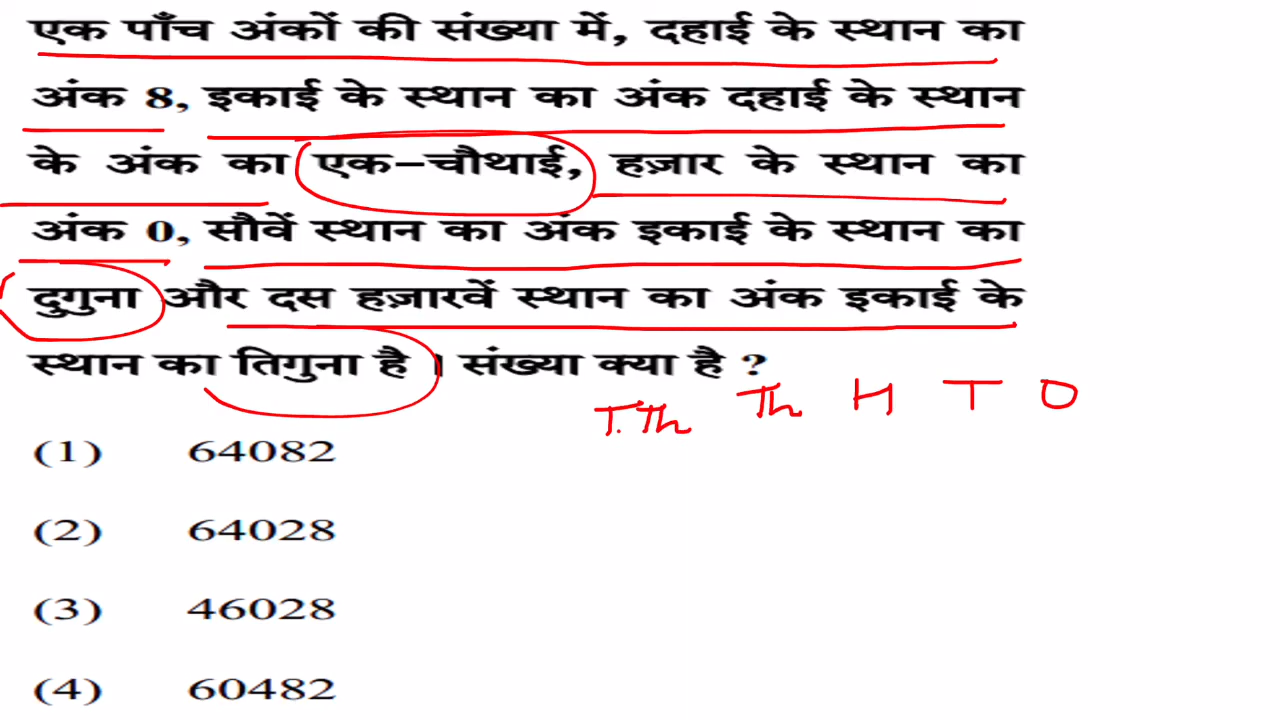 एक पाँच अंकों की संख्या में, दहाई के स्थान का
अंक 8, इकाई के स्थान का अंक दहाई के स्थान
के अंक का एक–चौथाई, हज़ार के स्थान का
अंक 0, सौवें स्थान का अंक इकाई के स्थान का
दुगुना और दस हज़ारवें स्थान का अंक इकाई के
स्थान का तिगुना है । संख्या क्या है ?
T.Th Th H T O
(1) 64082
(2) 64028
(3) 46028
(4) 60482